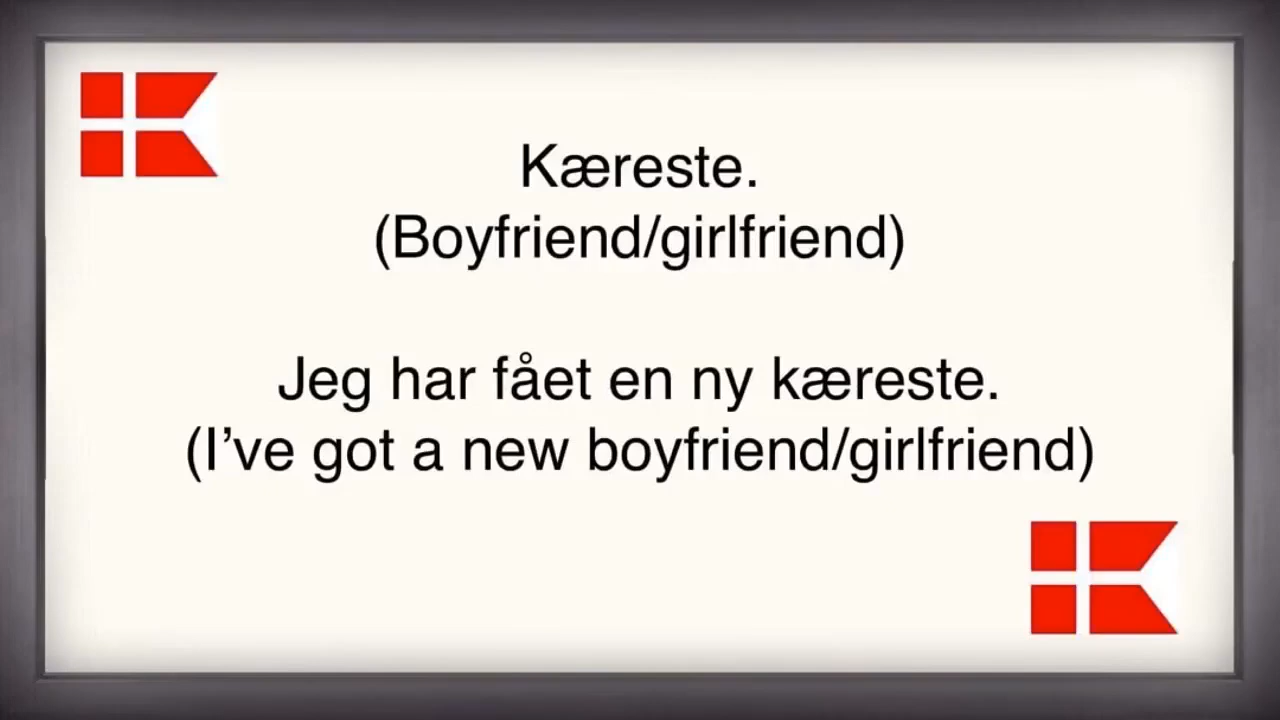 Kæreste.
(Boyfriend/girlfriend)
Jeg har fået en ny kæreste.
(I’ve got a new boyfriend/girlfriend)